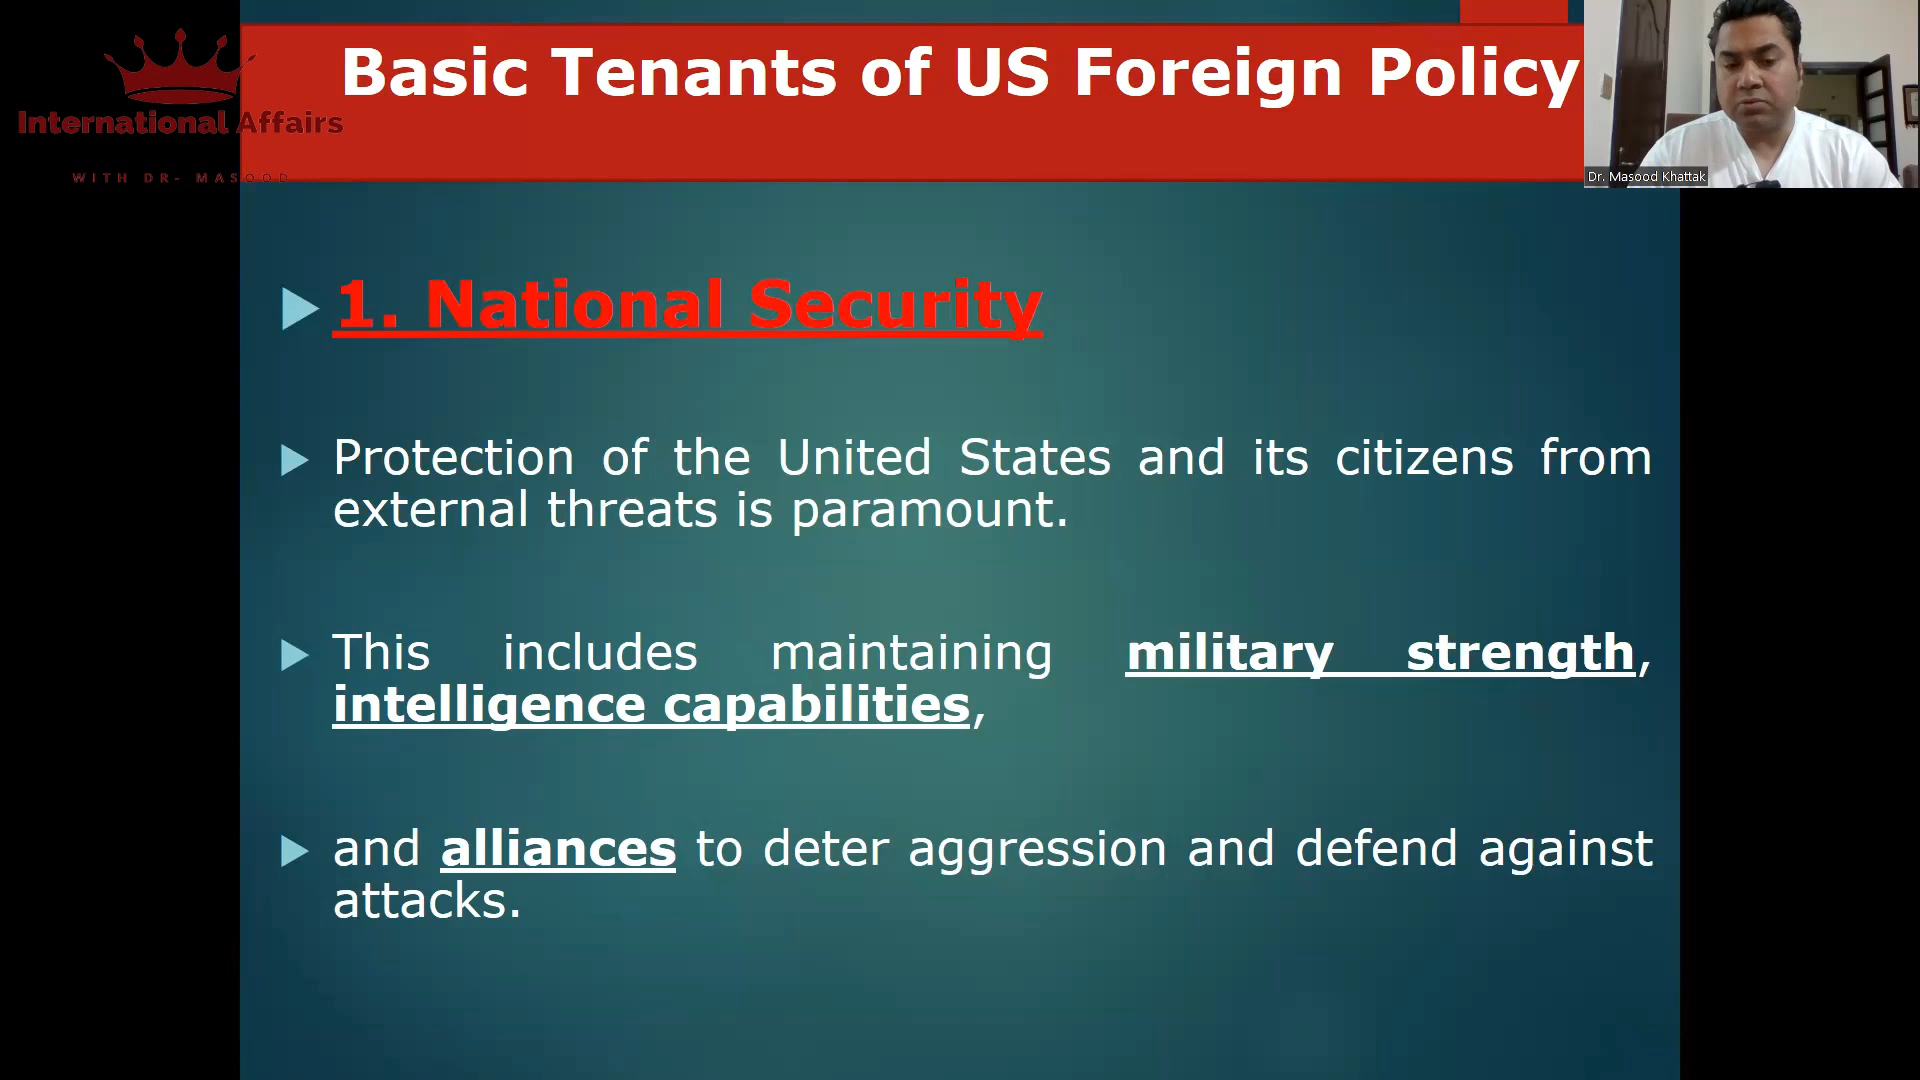 Basic Tenants of US Foreign Policy
International Affairs
WITH DR- MASOOD
Dr. Masood Khattak
1. National Security
Protection of the United States and its citizens from
external threats is paramount.
This includes maintaining military strength,
intelligence capabilities,
and alliances to deter aggression and defend against
attacks.